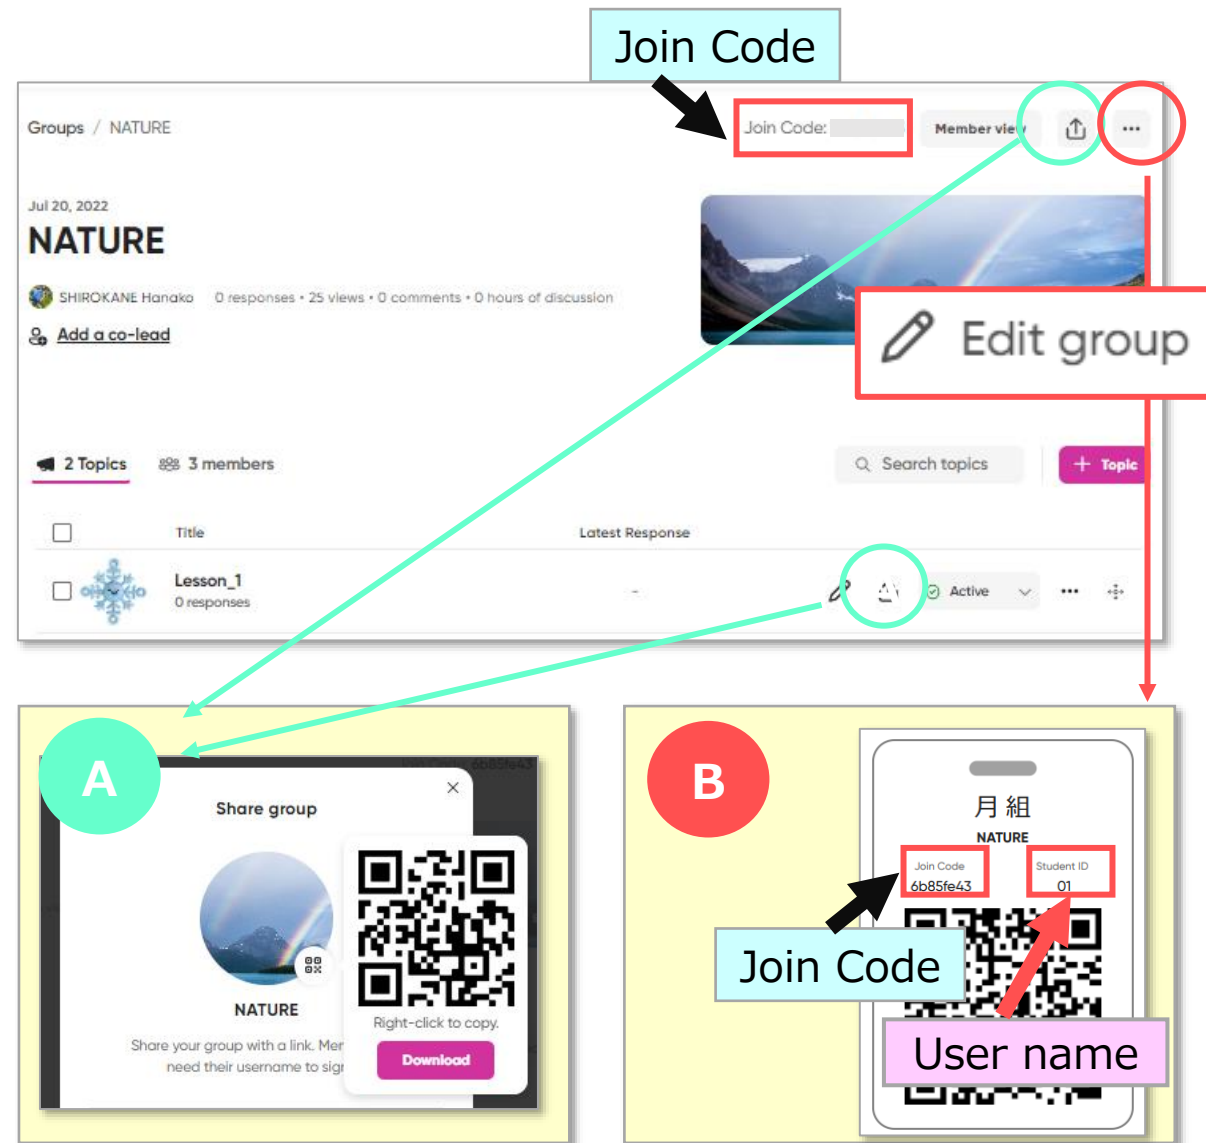 Join Code
Groups / NATURE
Join Code:
Member view
Jul 20, 2022
NATURE
SHIROKANE Hanako 0 responses • 25 views • 0 comments • 0 hours of discussion
Add a co-lead
Edit group
2 Topics
3 members
Search topics
+ Topic
Title
Latest Response
Lesson_1
0 responses
-
Active
A
Join Code: 6b85fe43
Share group
NATURE
Right-click to copy.
Download
Share your group with a link.
need their username to
B
月組
NATURE
Join Code
Student ID
6b85fe43
01
Join Code
User name